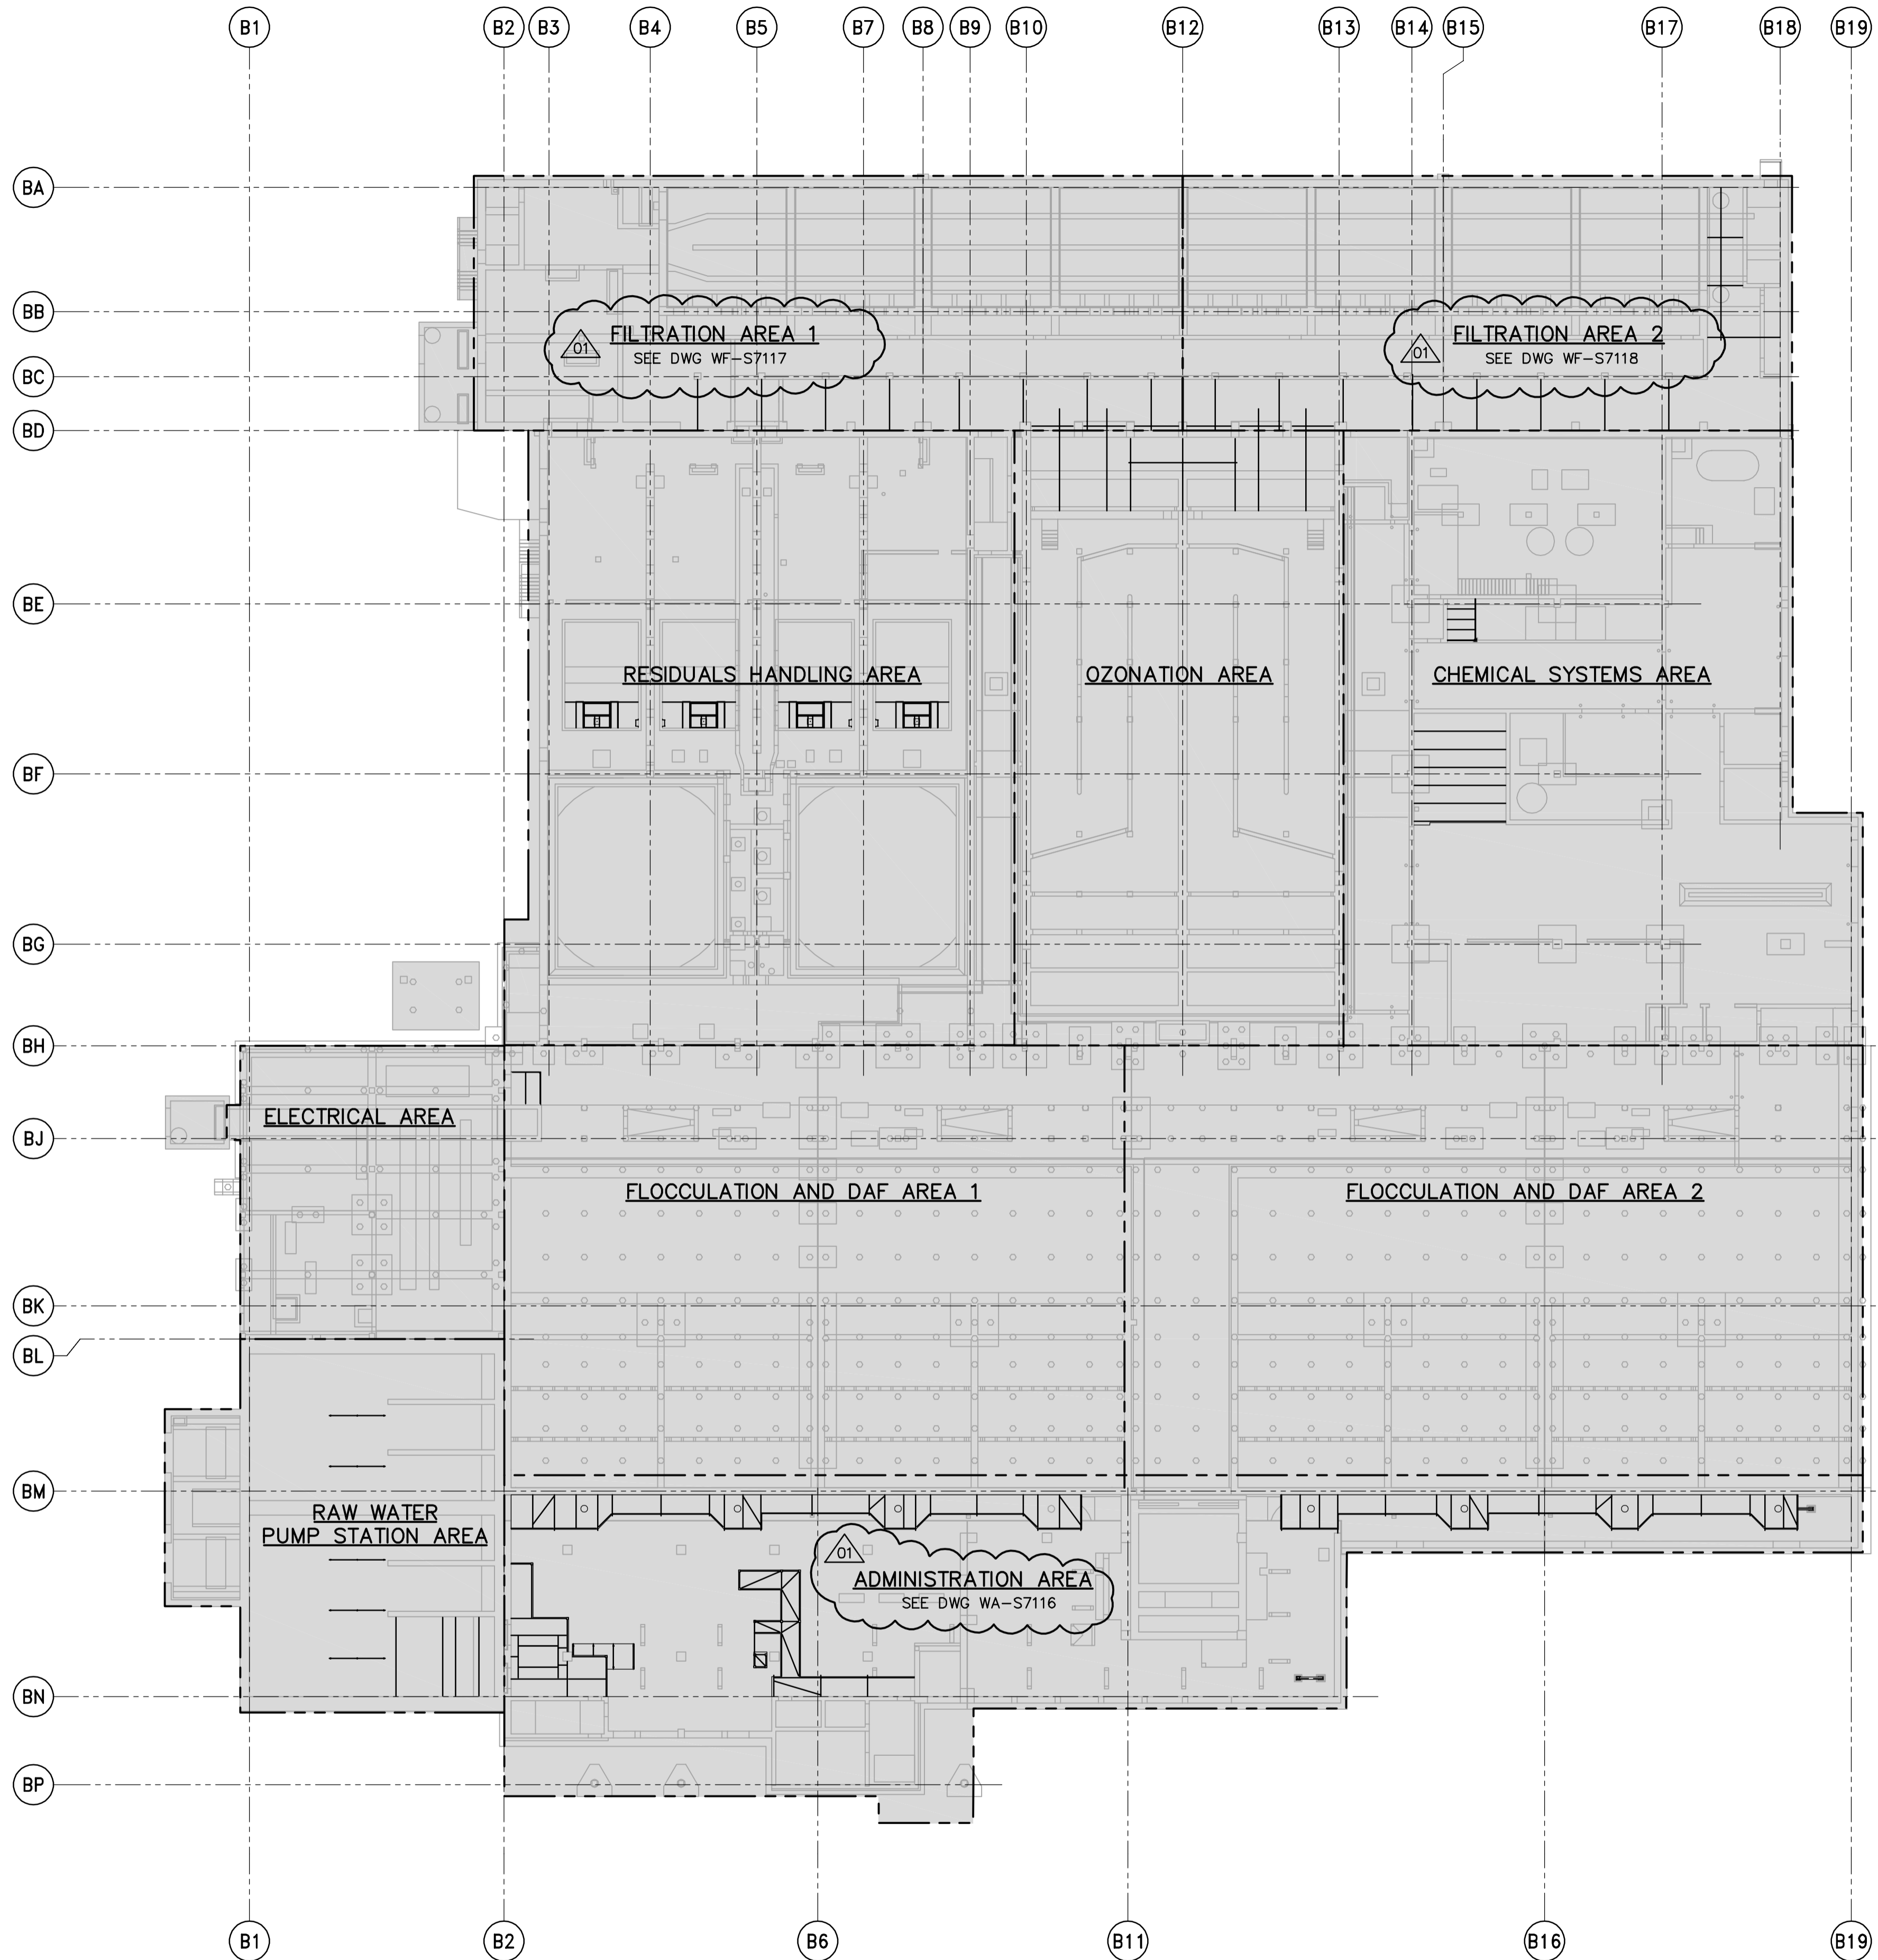 B1 B2 B3 B4 B5 B7 B8 B9 B10 B12 B13 B14 B15 B17 B18 B19
BA
BB
FILTRATION AREA 1
01
SEE DWG WF-S7117
FILTRATION AREA 2
01
SEE DWG WF-S7118
BC
BD
BE
RESIDUALS HANDLING AREA
OZONATION AREA
CHEMICAL SYSTEMS AREA
BF
BG
BH
ELECTRICAL AREA
BJ
FLOCCULATION AND DAF AREA 1
FLOCCULATION AND DAF AREA 2
BK
BL
BM
RAW WATER
PUMP STATION AREA
01
ADMINISTRATION AREA
SEE DWG WA-S7116
BN
BP
B1 B2 B6 B11 B16 B19